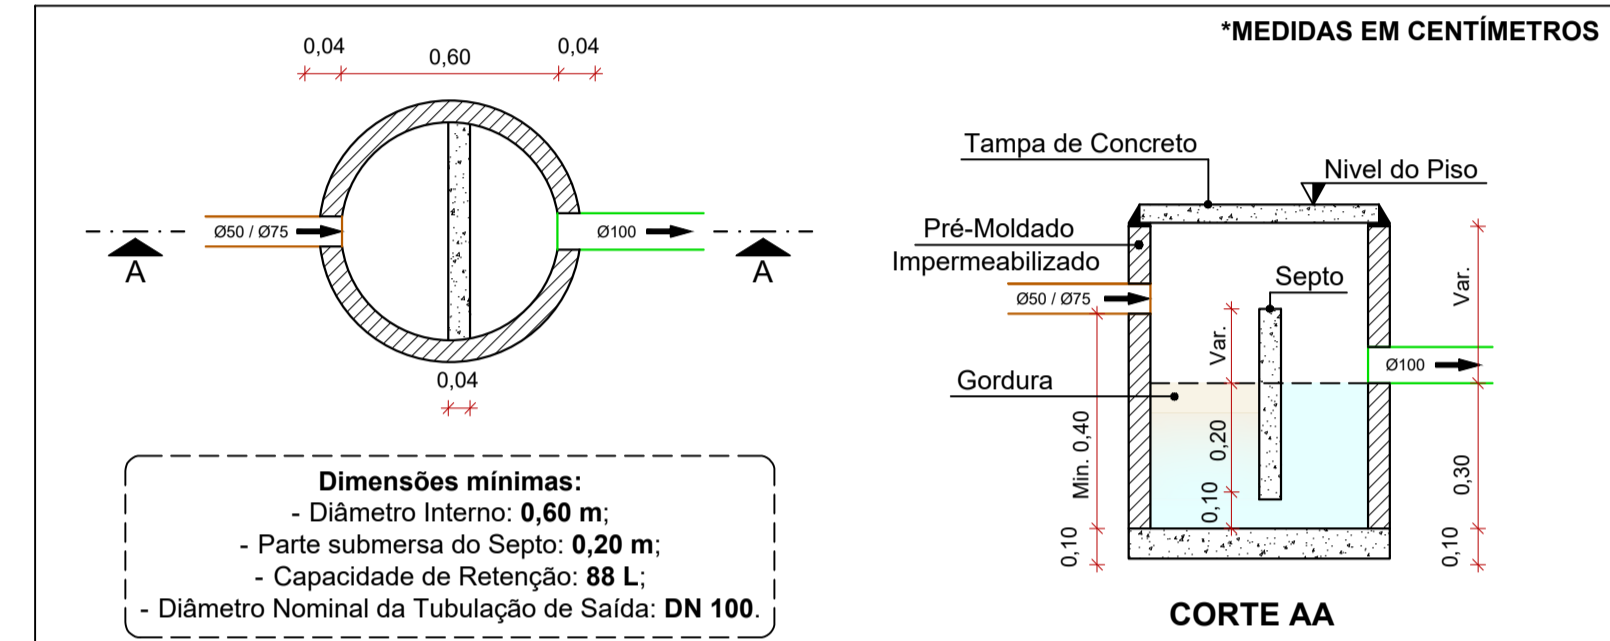 *MEDIDAS EM CENTÍMETROS
0,04
0,60
0,04
Ø50 / Ø75
Ø100
A
A
0,04
Dimensões mínimas:
- Diâmetro Interno: 0,60 m;
- Parte submersa do Septo: 0,20 m;
- Capacidade de Retenção: 88 L;
- Diâmetro Nominal da Tubulação de Saída: DN 100.
Tampa de Concreto
Nivel do Piso
Pré-Moldado
Impermeabilizado
Septo
Ø50 / Ø75
Var.
Var.
Ø100
Gordura
Min. 0,40
0,20
0,10
0,30
0,10
0,10
CORTE AA